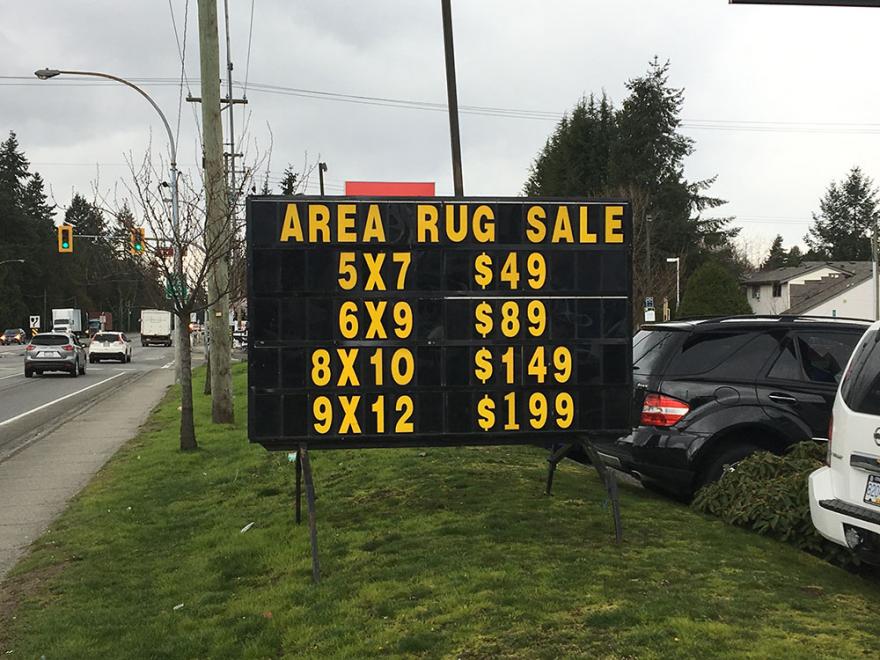 AREA RUG SALE
5X7 $49
6X9 $89
8X10 $149
9X12 $199